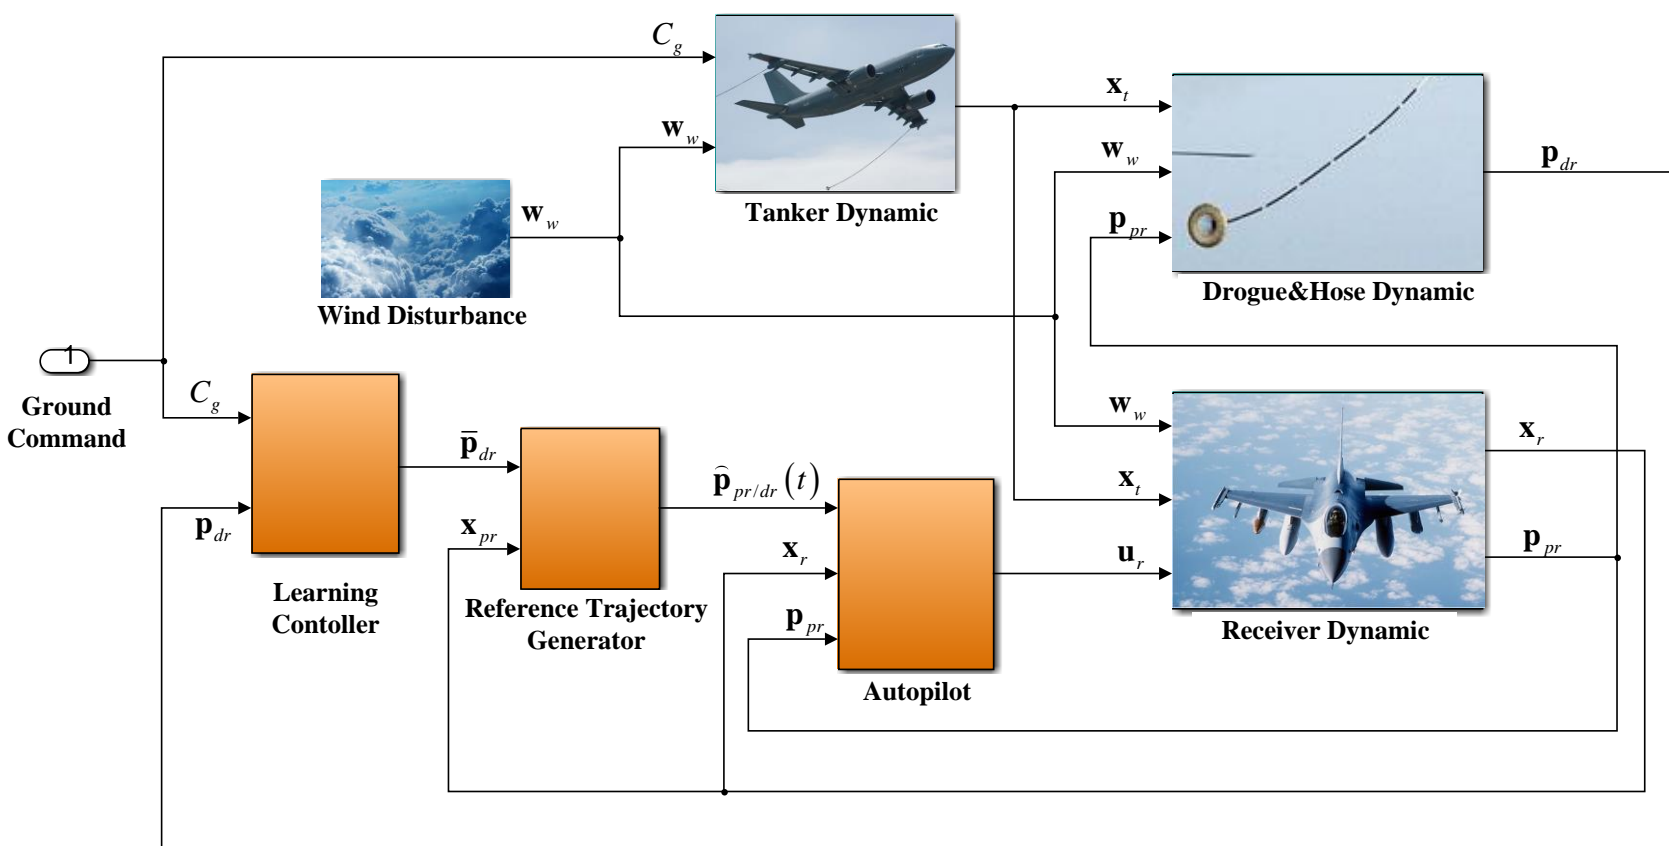 C_g
x_t
w_w
w_w
p_dr
w_w
p_pr
Tanker Dynamic
Drogue&Hose Dynamic
Wind Disturbance
1
C_g
Ground
Command
w_w
x_r
p̄_dr
p̂_pr/dr(t)
x_t
p_dr
x_pr
x_r
u_r
p_pr
p_pr
Learning
Contoller
Reference Trajectory
Generator
Receiver Dynamic
Autopilot